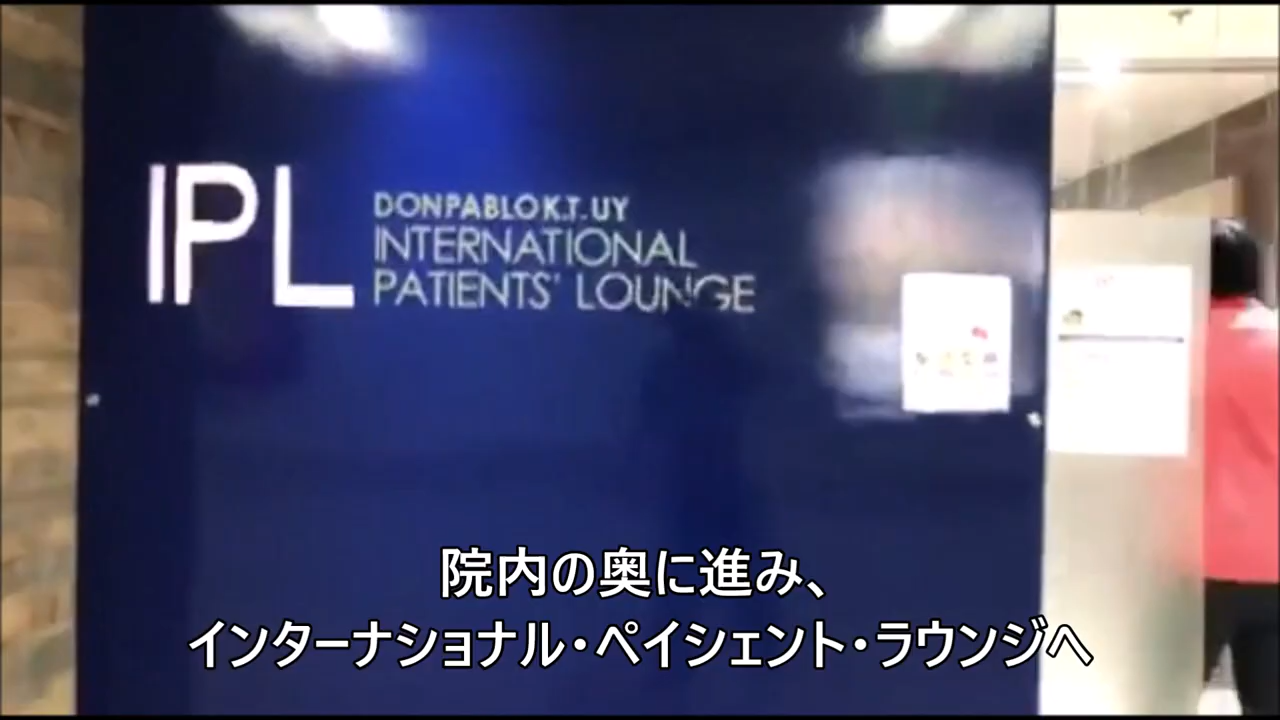 IPL
DONPABLO K.T. UY
INTERNATIONAL
PATIENTS' LOUNGE
院内の奥に進み、
インターナショナル・ペイシェント・ラウンジへ